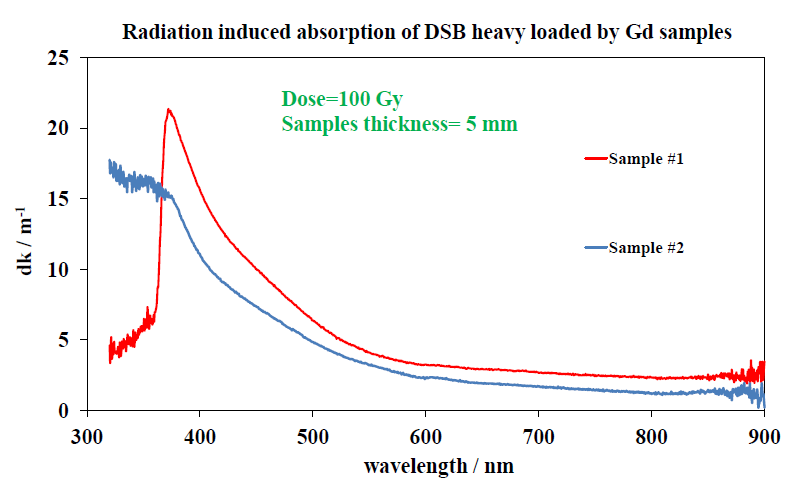 Radiation induced absorption of DSB heavy loaded by Gd samples
25
20
15
10
5
0
dk / m⁻¹
Dose=100 Gy
Samples thickness= 5 mm
Sample #1
Sample #2
300 400 500 600 700 800 900
wavelength / nm